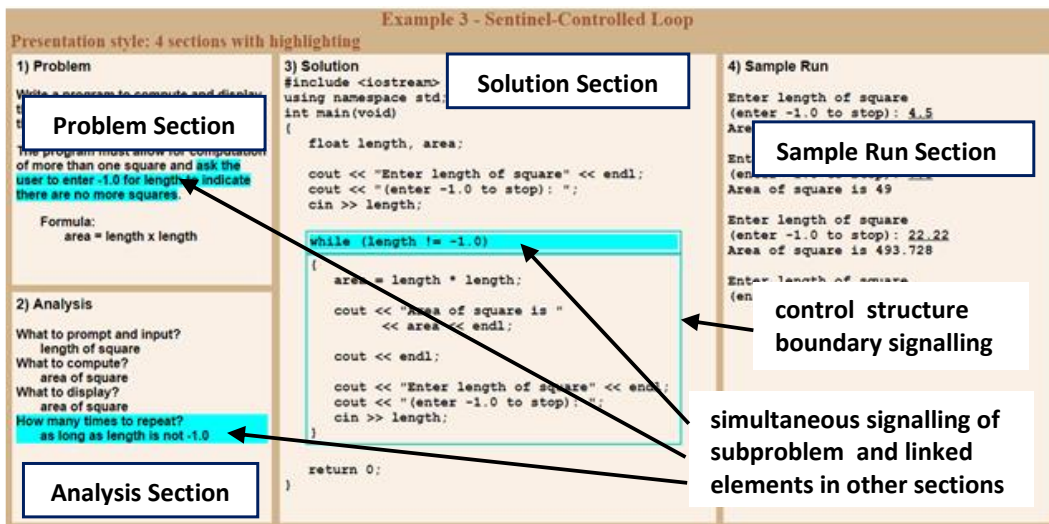 Example 3 - Sentinel-Controlled Loop
Presentation style: 4 sections with highlighting
1) Problem
Write a program to compute and display
Problem Section
The program must allow for computation
of more than one square and ask the
user to enter -1.0 for length to indicate
there are no more squares.
Formula:
area = length x length
2) Analysis
What to prompt and input?
length of square
What to compute?
area of square
What to display?
area of square
How many times to repeat?
as long as length is not -1.0
Analysis Section
3) Solution
Solution Section
#include <iostream>
using namespace std;
int main(void)
{
float length, area;
cout << "Enter length of square" << endl;
cout << "(enter -1.0 to stop): ";
cin >> length;
while (length != -1.0)
{
area = length * length;
cout << "Area of square is "
<< area << endl;
cout << endl;
cout << "Enter length of square" << endl;
cout << "(enter -1.0 to stop): ";
cin >> length;
}
return 0;
}
4) Sample Run
Enter length of square
(enter -1.0 to stop): 4.5
Sample Run Section
Area of square is 49
Enter length of square
(enter -1.0 to stop): 22.22
Area of square is 493.728
Enter length of square
control structure
boundary signalling
simultaneous signalling of
subproblem and linked
elements in other sections